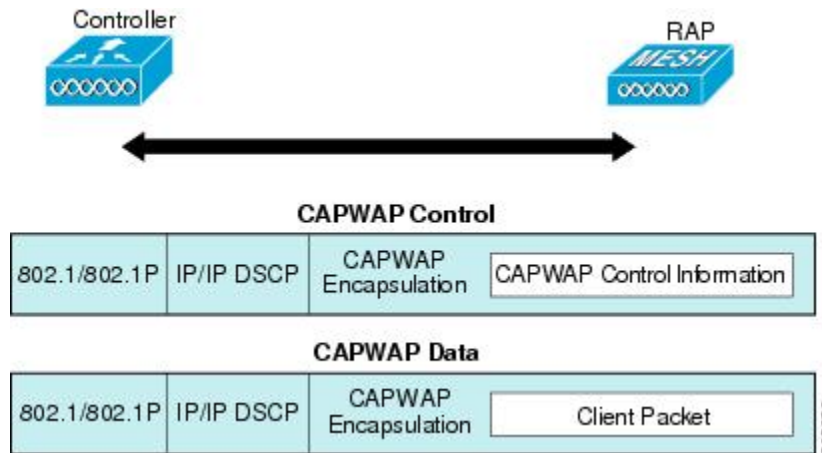 Controller
RAP
MESH
CAPWAP Control
802.1/802.1P IP/IP DSCP CAPWAP Encapsulation CAPWAP Control Information
CAPWAP Data
802.1/802.1P IP/IP DSCP CAPWAP Encapsulation Client Packet